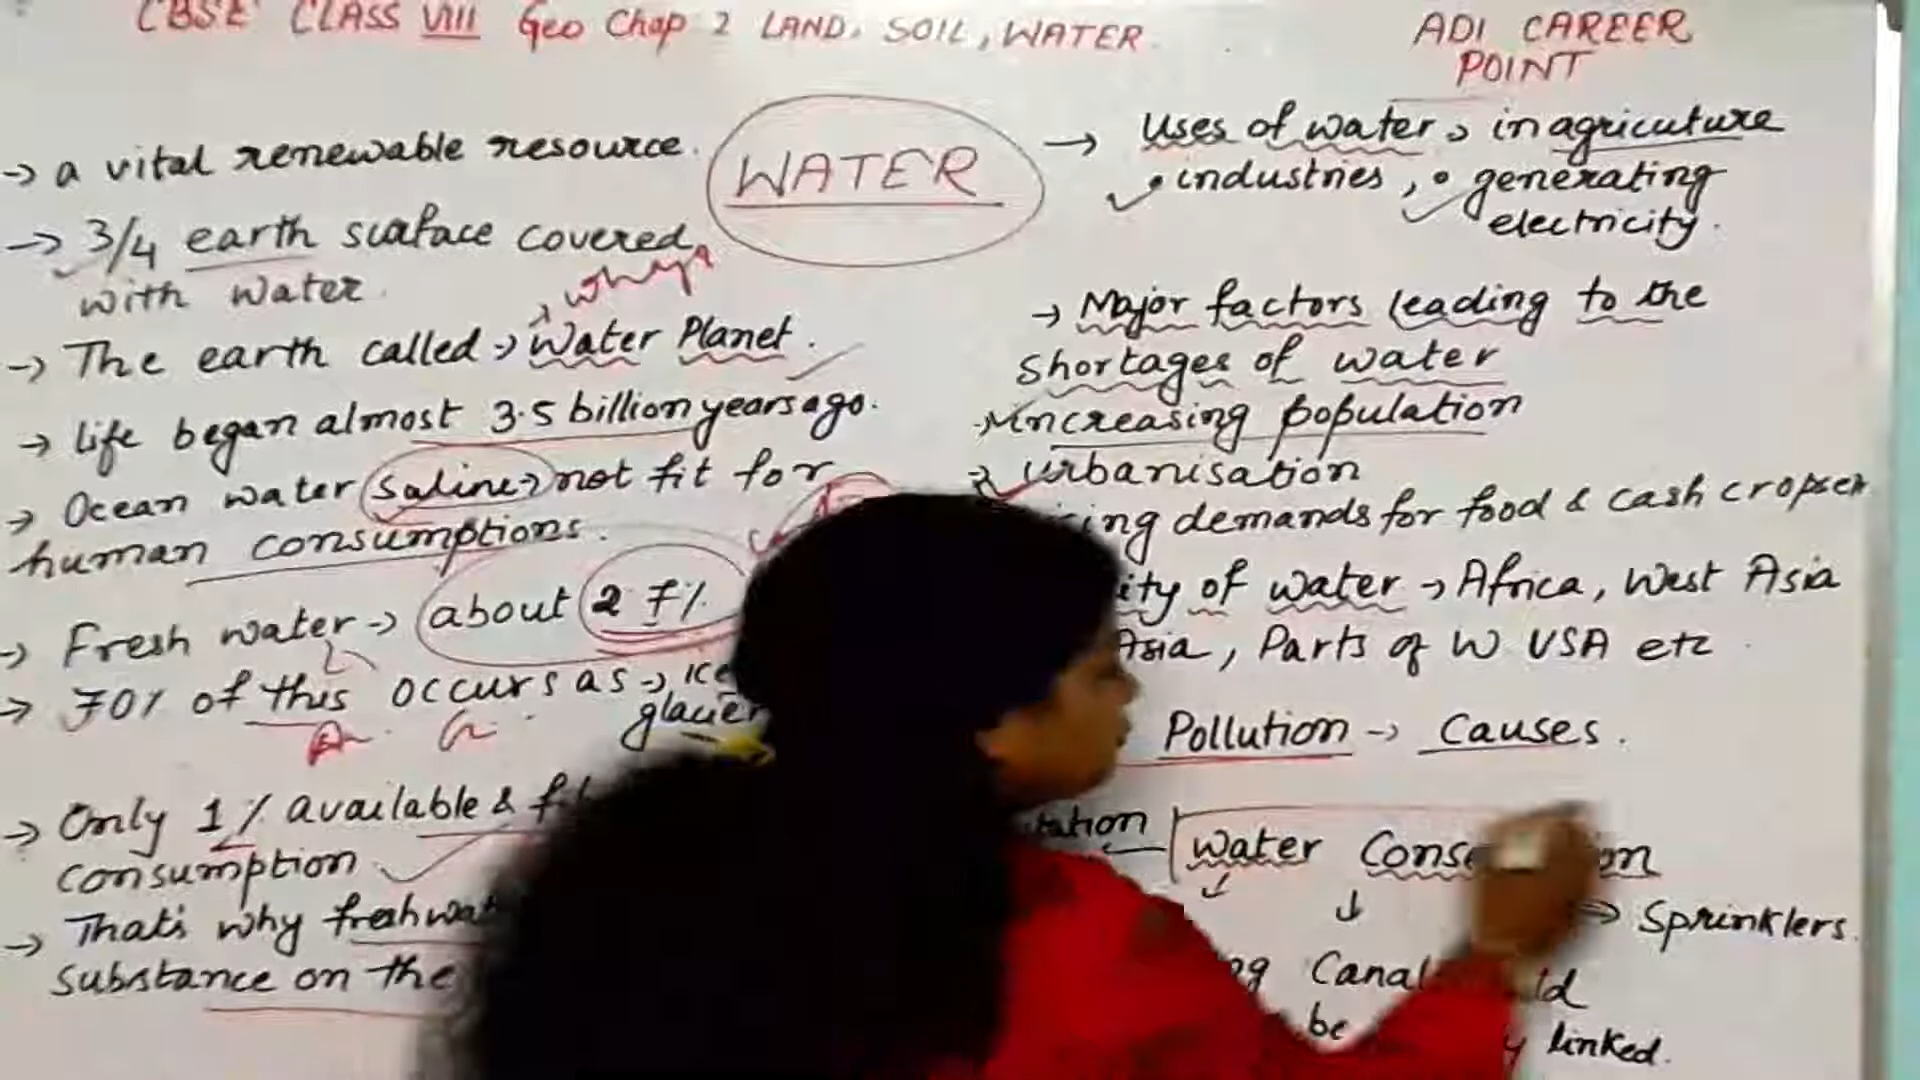 CBSE CLASS VIII Geo Chap 2 LAND, SOIL, WATER
ADI CAREER
POINT
WATER
→ a vital renewable resource.
→ 3/4 earth surface covered
with water
why?
→ The earth called → Water Planet.
→ life began almost 3.5 billion years ago.
→ Ocean water saline → not fit for
human consumptions.
→ Fresh water → about 2 7%
→ 70% of this occurs as → ice
glacier
→ Only 1% available &
consumption
→ That's why
substance on the
→ Uses of water → in agricuture
• industries, • generating
electricity.
→ Major factors leading to the
Shortages of water
increasing population
→ urbanisation
demands for food & cash crops
of water → Africa, West Asia
Asia, Parts of W USA etc
Pollution → Causes.
Water
↓
→ Sprinklers.
be linked.